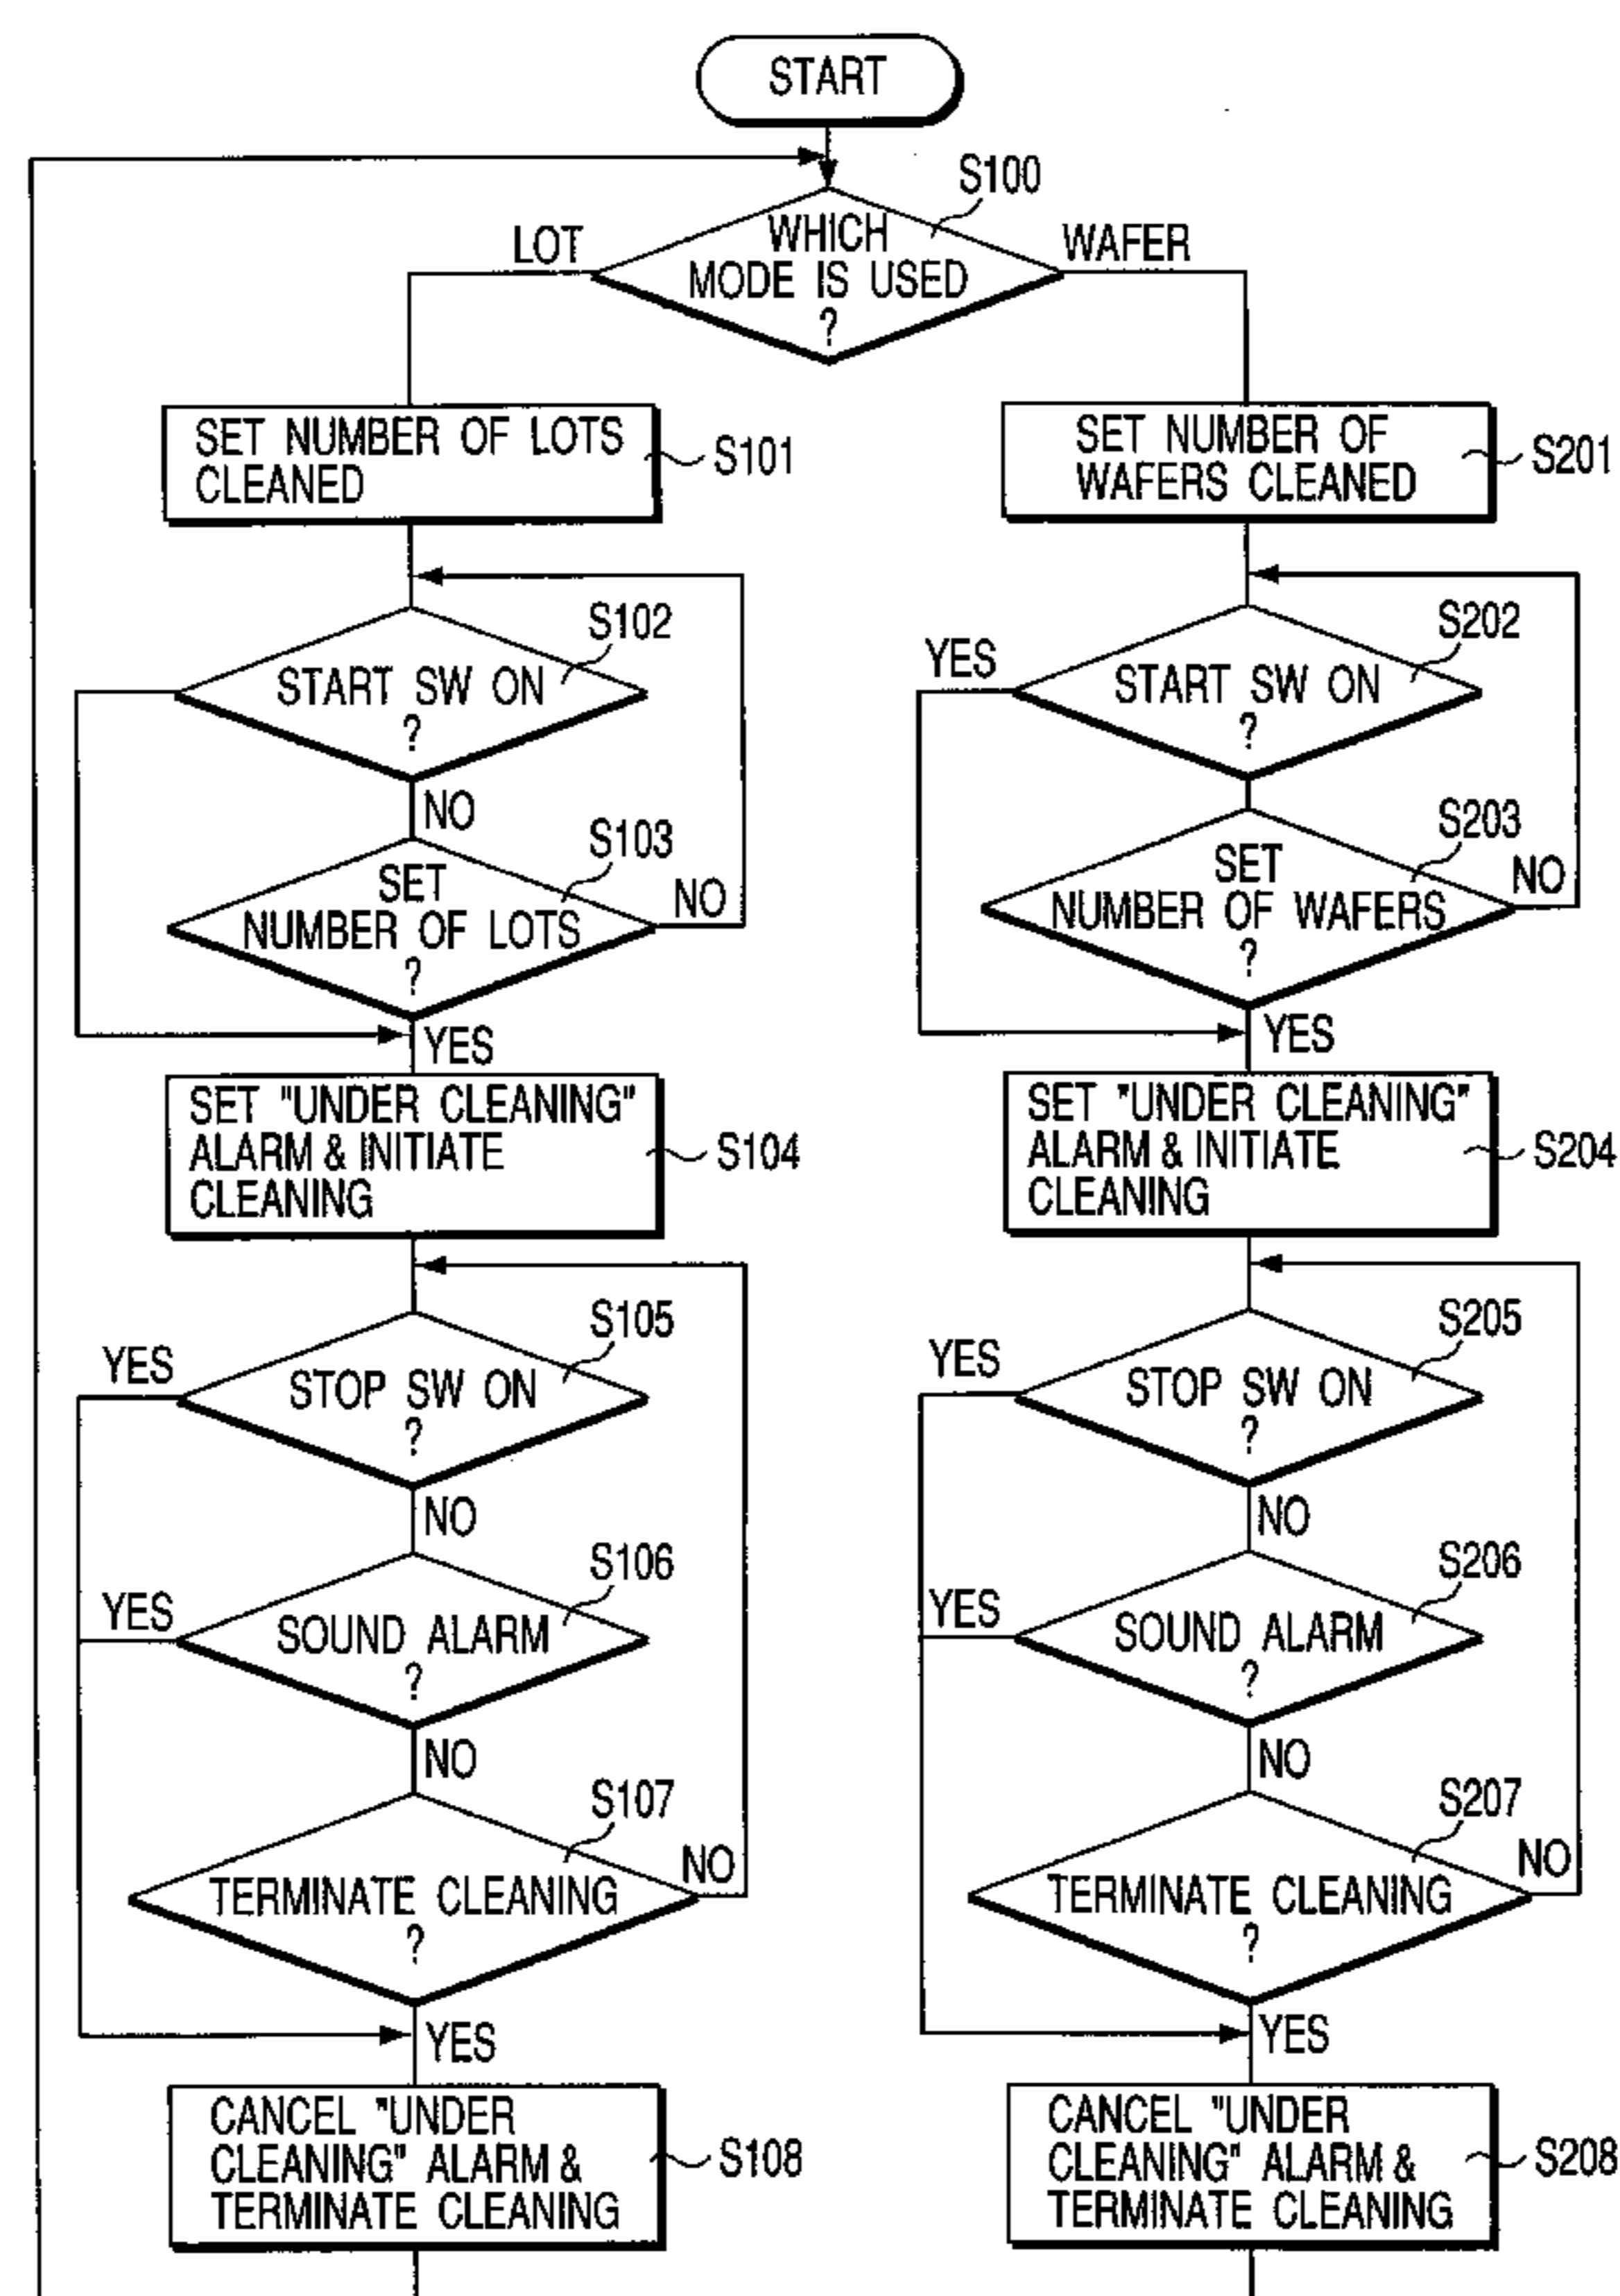 START
S100
LOT
WHICH
MODE IS USED
?
WAFER
SET NUMBER OF LOTS
CLEANED
S101
SET NUMBER OF
WAFERS CLEANED
S201
S102
START SW ON
?
NO
S103
SET
NUMBER OF LOTS
?
NO
YES
S202
YES
START SW ON
?
S203
SET
NUMBER OF WAFERS
?
NO
YES
SET "UNDER CLEANING"
ALARM & INITIATE
CLEANING
S104
SET "UNDER CLEANING"
ALARM & INITIATE
CLEANING
S204
S105
YES
STOP SW ON
?
NO
S106
YES
SOUND ALARM
?
NO
S107
TERMINATE CLEANING
?
NO
YES
S205
YES
STOP SW ON
?
NO
S206
YES
SOUND ALARM
?
NO
S207
TERMINATE CLEANING
?
NO
YES
CANCEL "UNDER
CLEANING" ALARM &
TERMINATE CLEANING
S108
CANCEL "UNDER
CLEANING" ALARM &
TERMINATE CLEANING
S208